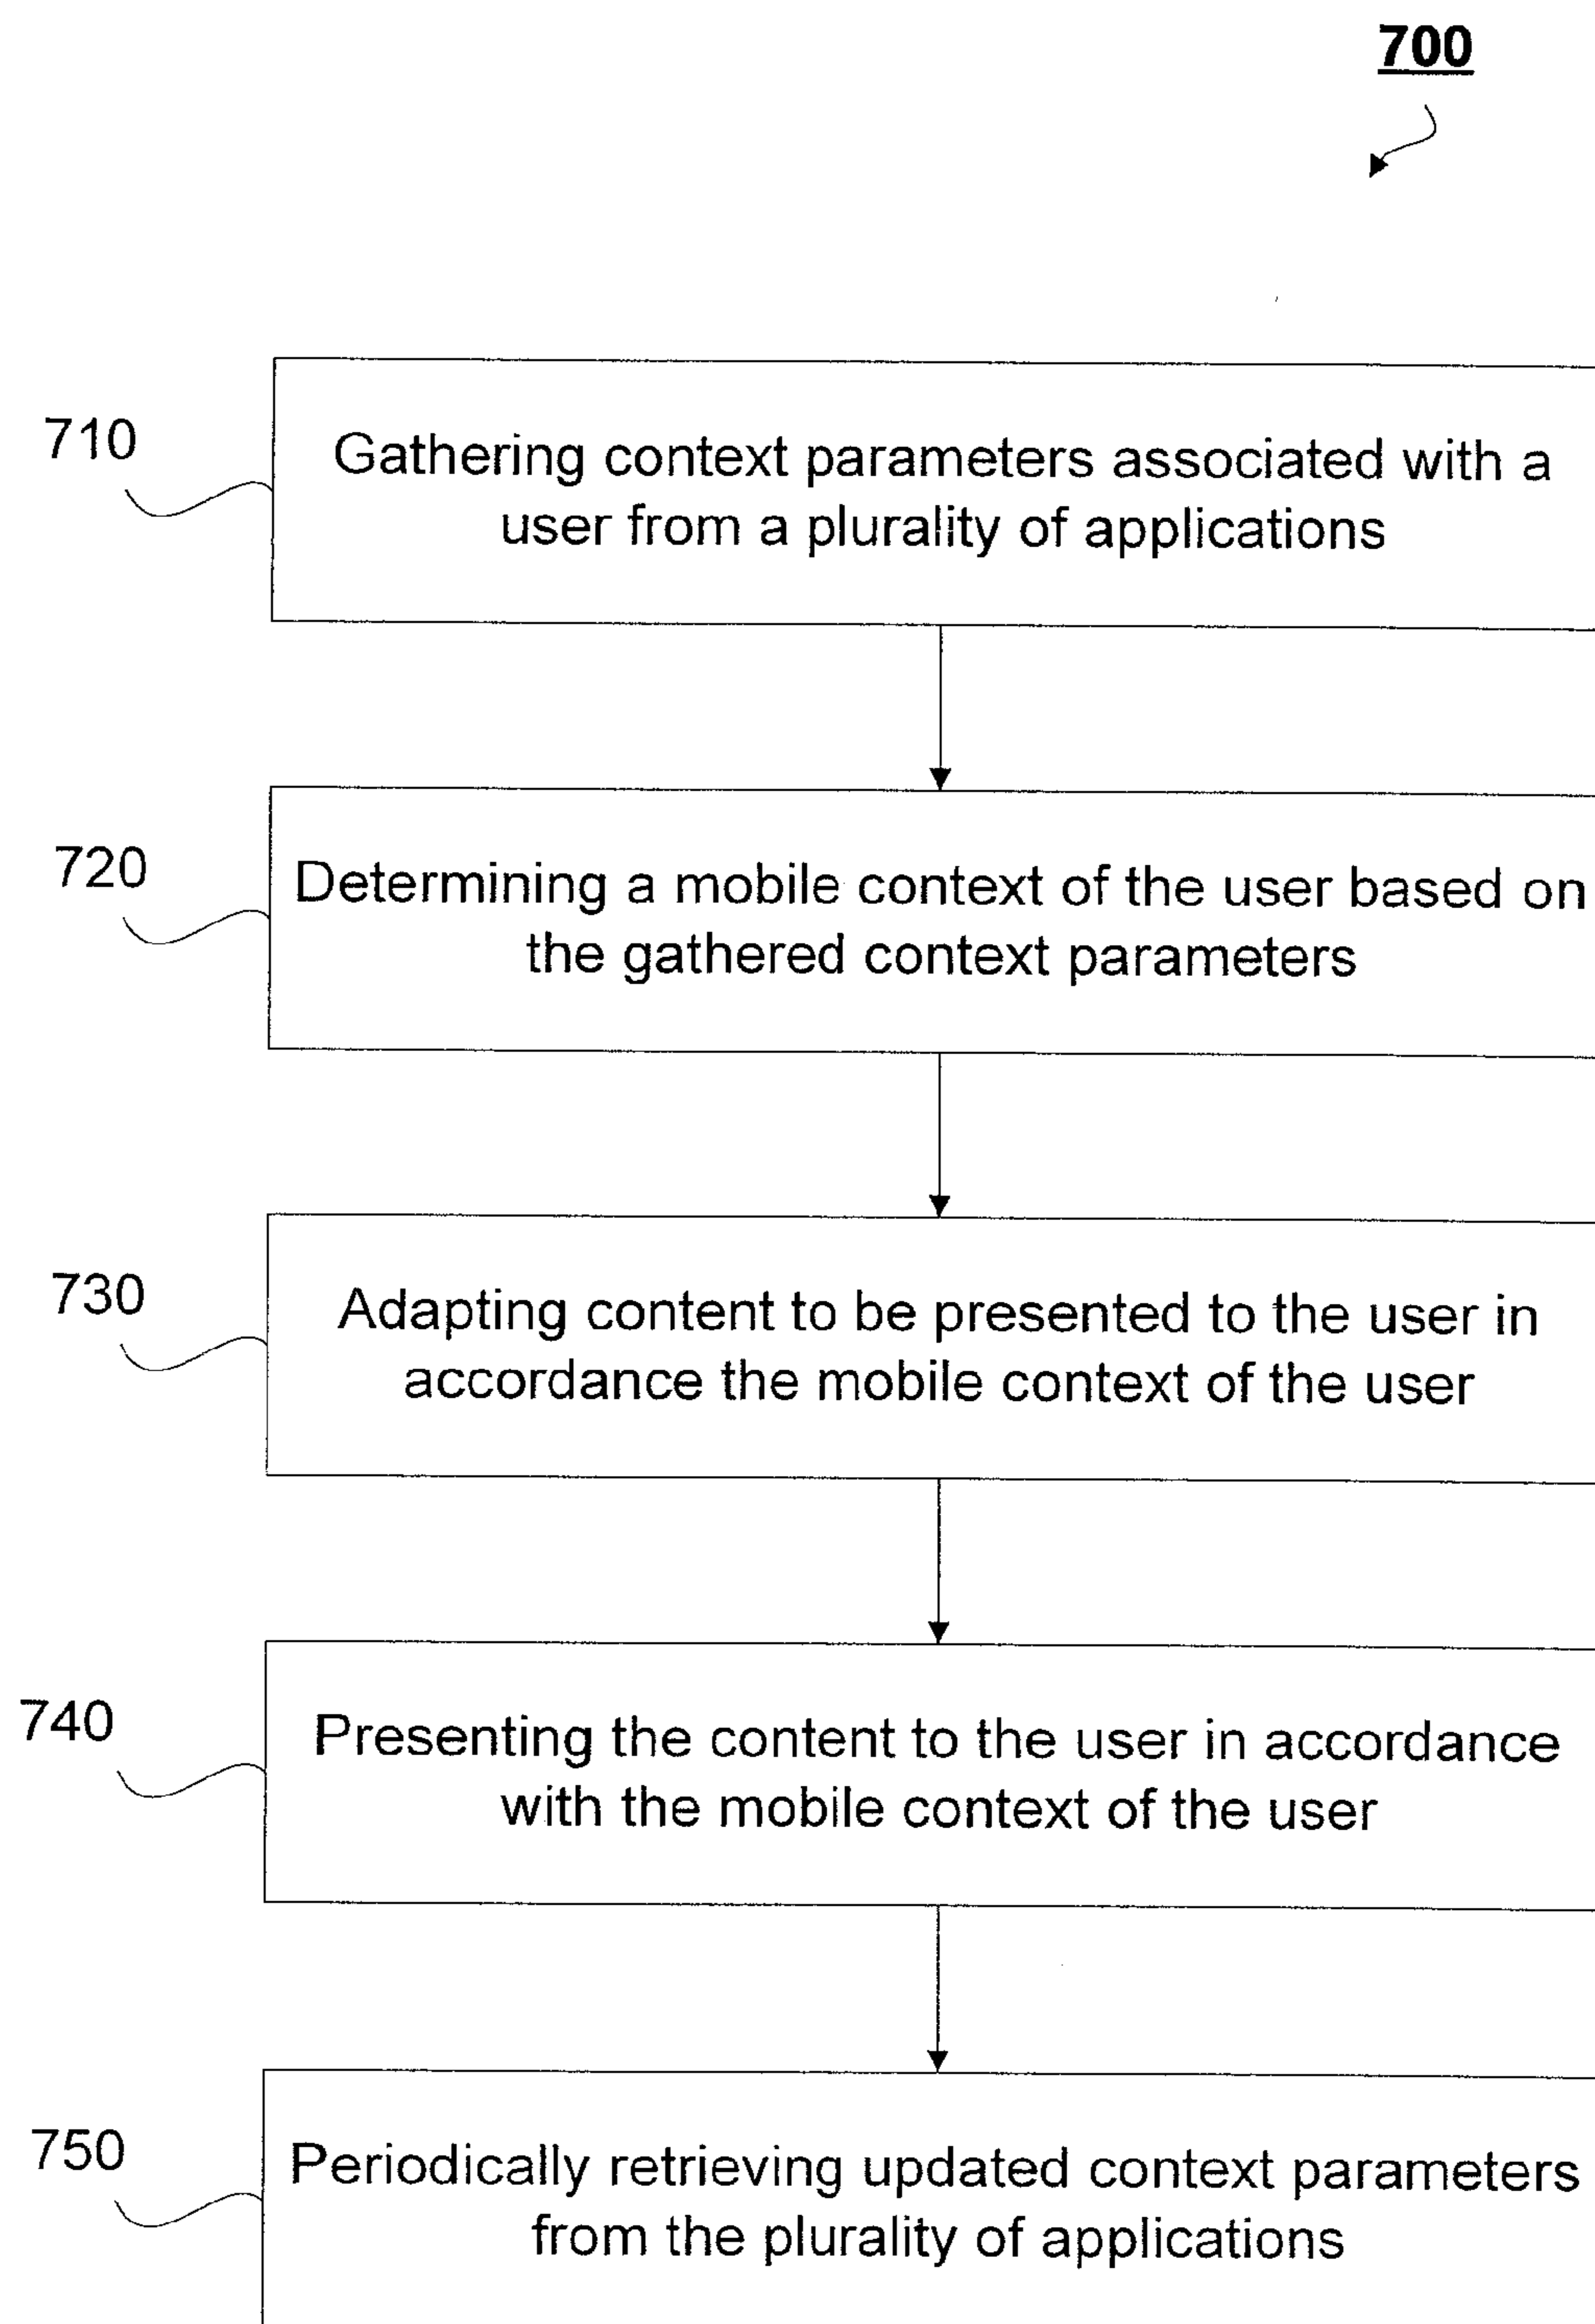 700
710
Gathering context parameters associated with a
user from a plurality of applications
720
Determining a mobile context of the user based on
the gathered context parameters
730
Adapting content to be presented to the user in
accordance the mobile context of the user
740
Presenting the content to the user in accordance
with the mobile context of the user
750
Periodically retrieving updated context parameters
from the plurality of applications